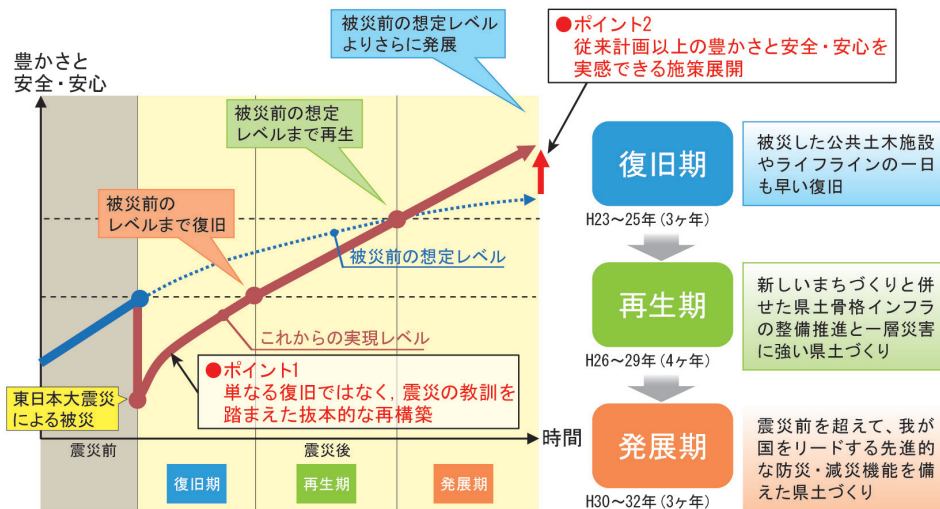 被災前の想定レベル
よりさらに発展
●ポイント2
従来計画以上の豊かさと安全・安心を
実感できる施策展開
豊かさと
安全・安心
被災前の想定
レベルまで再生
被災前の
レベルまで復旧
被災前の想定レベル
これからの実現レベル
●ポイント1
単なる復旧ではなく，震災の教訓を
踏まえた抜本的な再構築
東日本大震災
による被災
時間
震災前
震災後
復旧期
再生期
発展期
復旧期
被災した公共土木施設
やライフラインの一日
も早い復旧
H23～25年（3ヶ年）
再生期
新しいまちづくりと併
せた県土骨格インフラ
の整備推進と一層災害
に強い県土づくり
H26～29年（4ヶ年）
発展期
震災前を超えて、我が
国をリードする先進的
な防災・減災機能を備
えた県土づくり
H30～32年（3ヶ年）